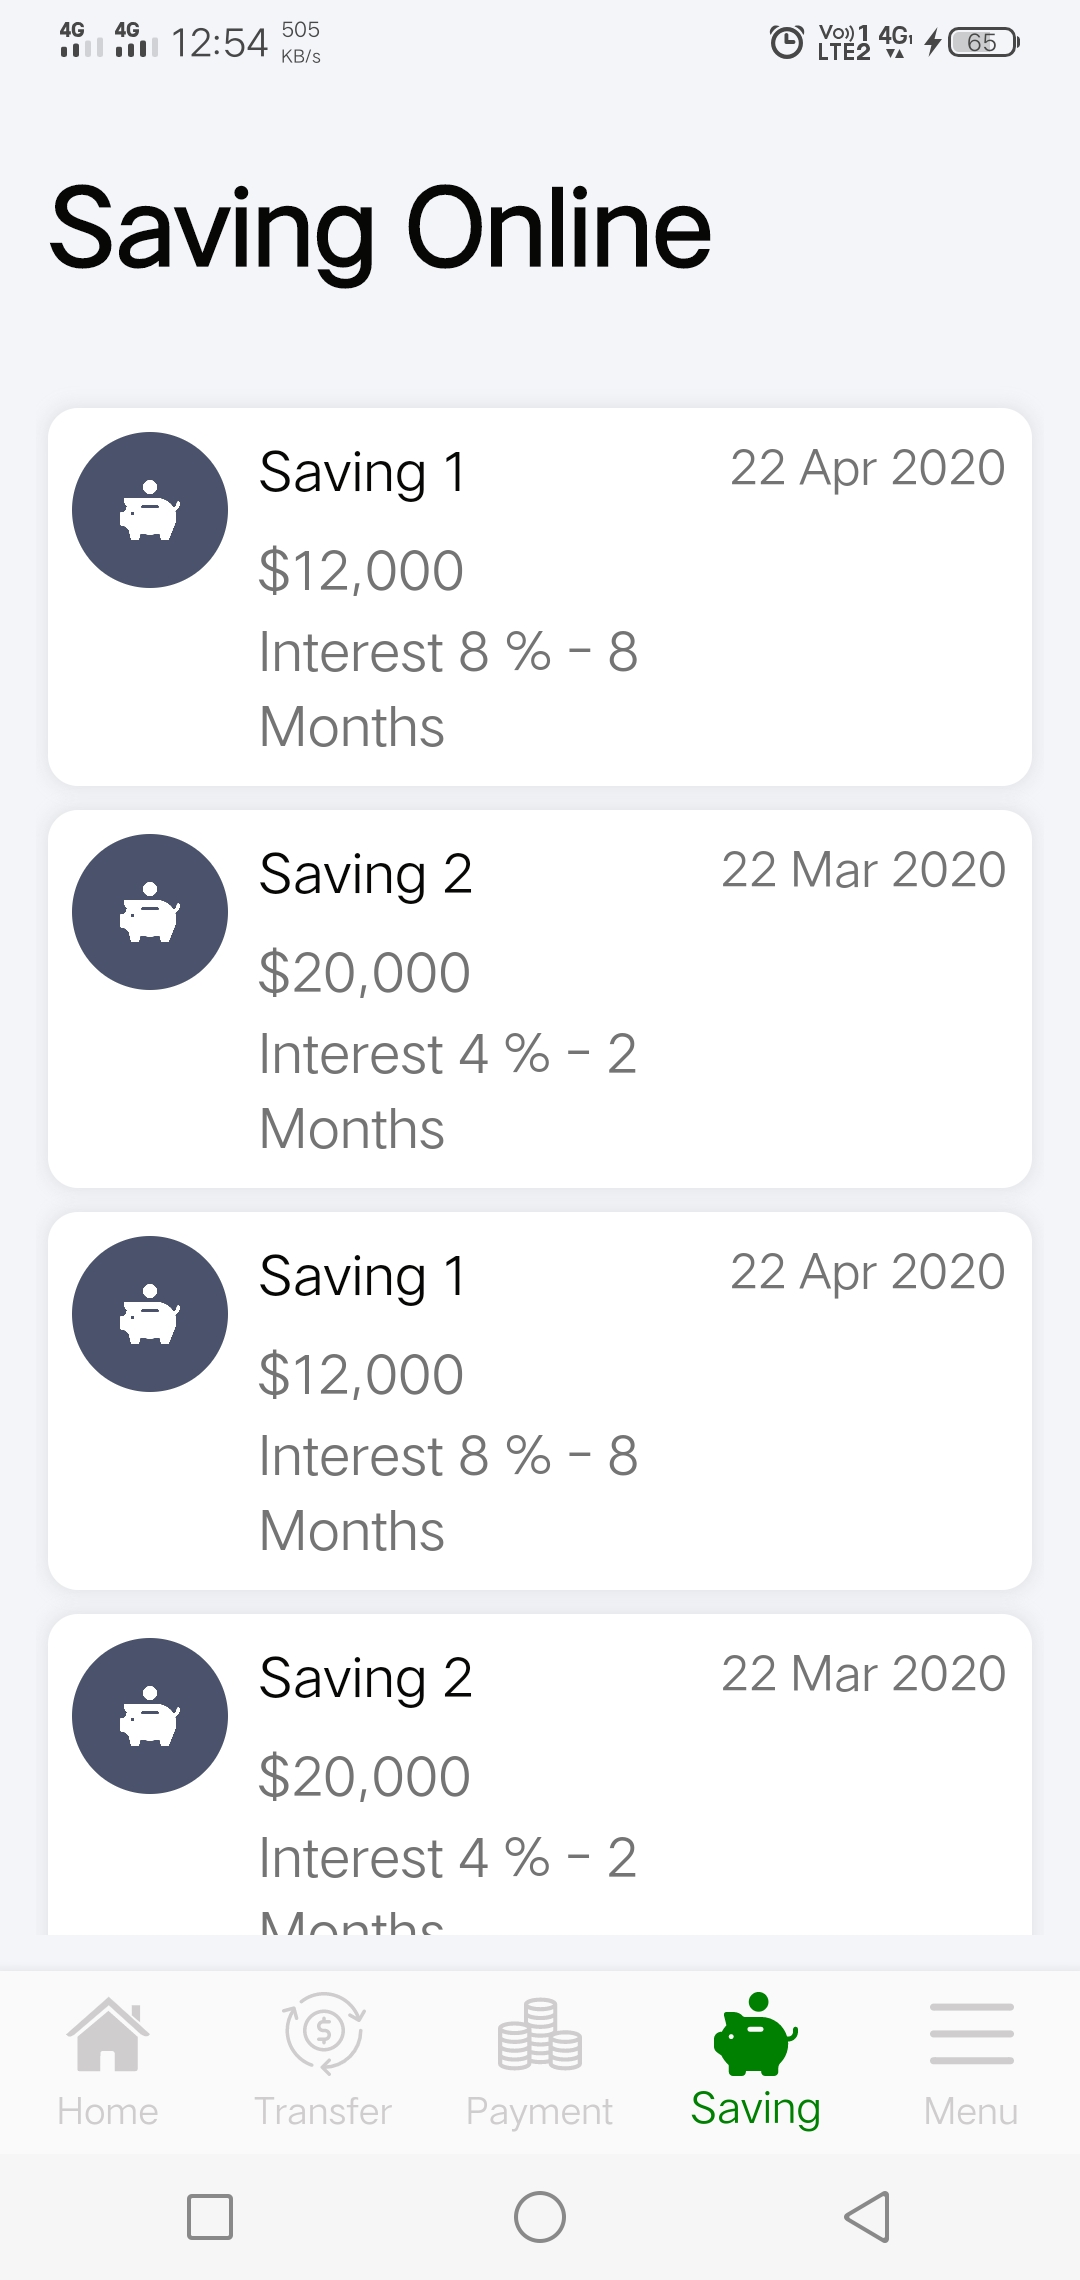 4G 4G 12:54 505 KB/s Vo))1 LTE2 4G1 65
Saving Online
Saving 1 22 Apr 2020
$12,000
Interest 8 % - 8
Months
Saving 2 22 Mar 2020
$20,000
Interest 4 % - 2
Months
Saving 1 22 Apr 2020
$12,000
Interest 8 % - 8
Months
Saving 2 22 Mar 2020
$20,000
Interest 4 % - 2
Months
Home Transfer Payment Saving Menu